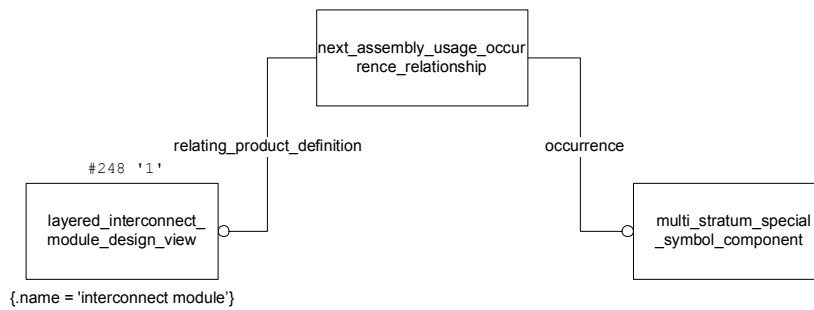 next_assembly_usage_occur
rence_relationship
relating_product_definition
occurrence
#248 '1'
layered_interconnect_
module_design_view
multi_stratum_special
_symbol_component
{.name = 'interconnect module'}